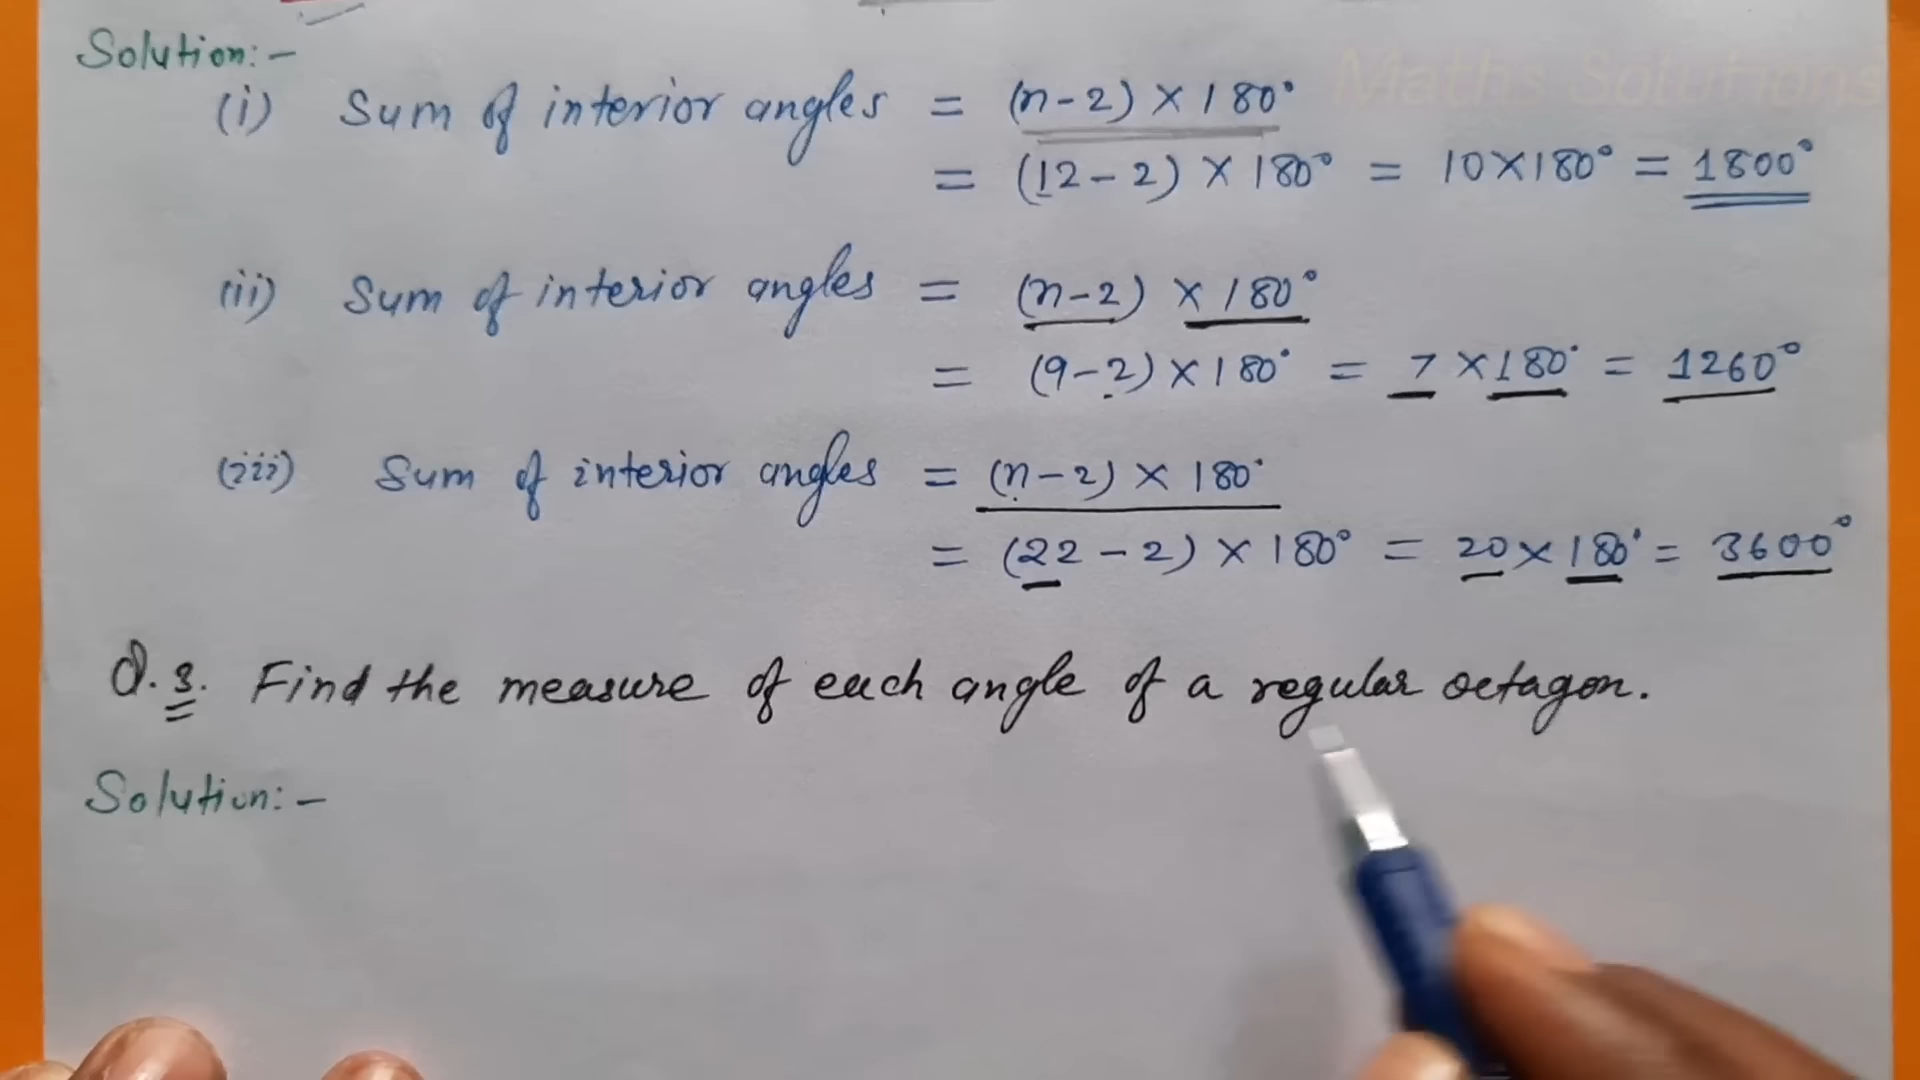 Maths Solutions
Solution:-
(i) Sum of interior angles = (n-2) × 180°
= (12-2) × 180° = 10×180° = 1800°
(ii) Sum of interior angles = (n-2) × 180°
= (9-2) × 180° = 7 × 180° = 1260°
(iii) Sum of interior angles = (n-2) × 180°
= (22-2) × 180° = 20 × 180° = 3600°
Q.3. Find the measure of each angle of a regular octagon.
Solution:-